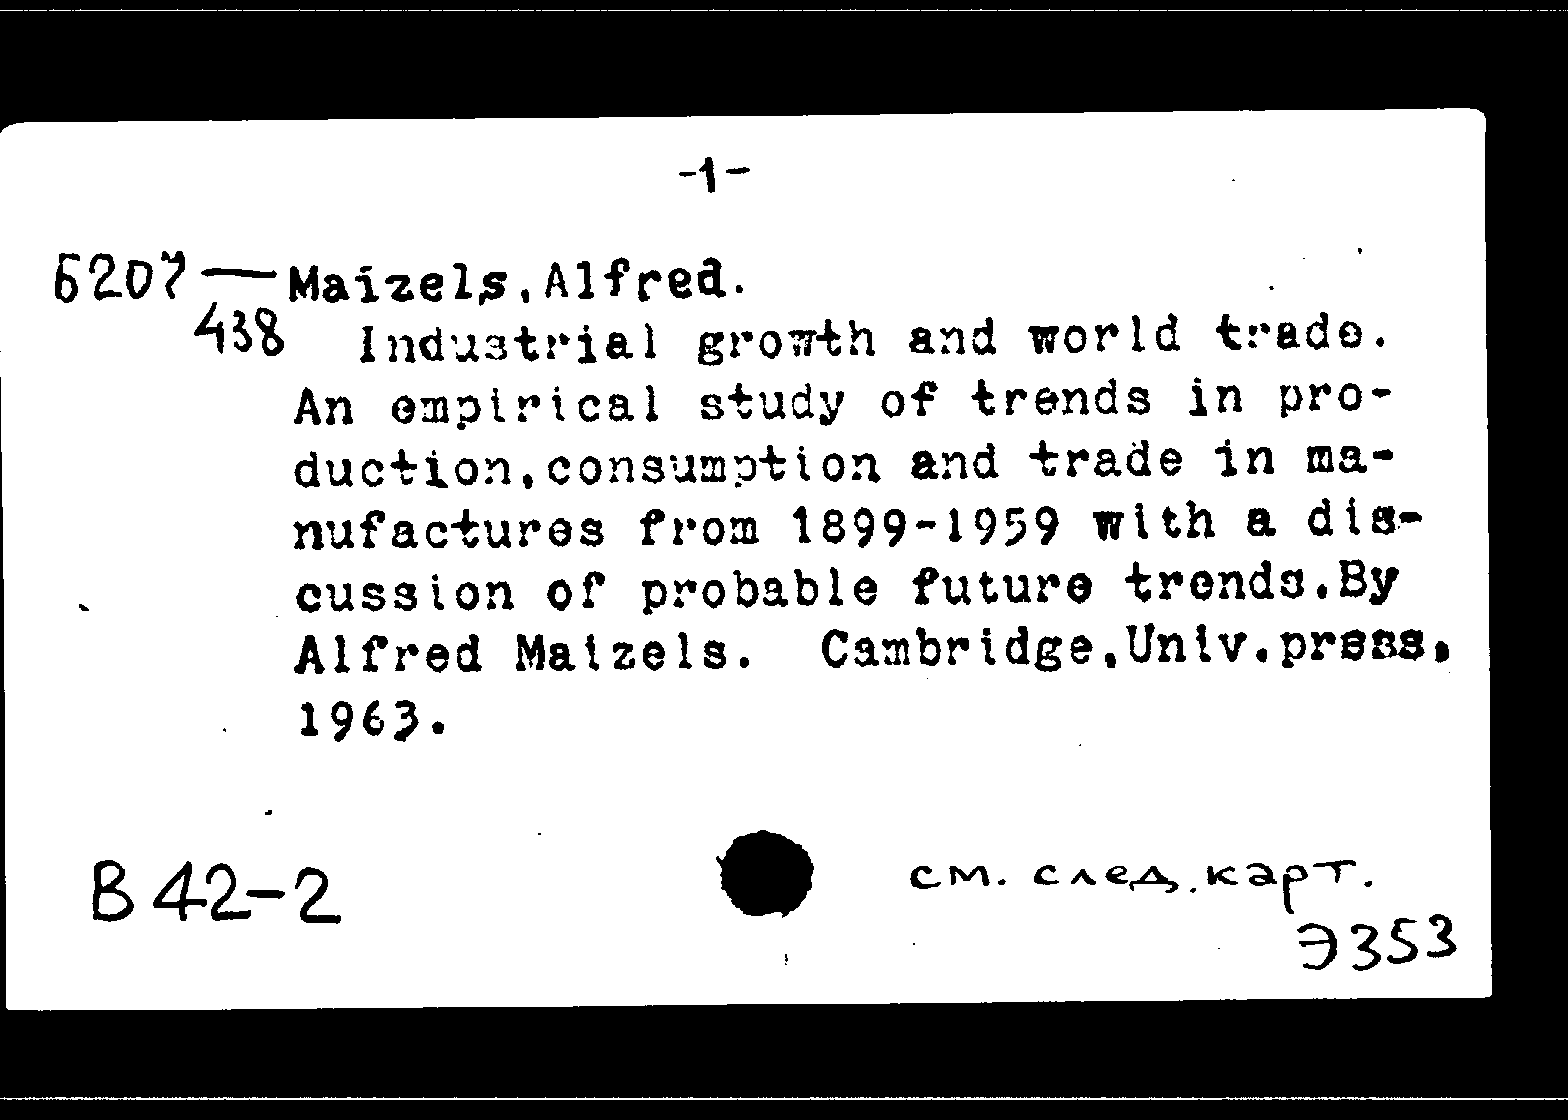 -1-
6207— Maizels,Alfred.
438 Industrial growth and world trade.
An empirical study of trends in pro-
duction,consumption and trade in ma-
nufactures from 1899-1959 with a dis-
cussion of probable future trends.By
Alfred Maizels. Cambridge,Univ.press,
1963.
В 42-2
см. след. карт.
Э353